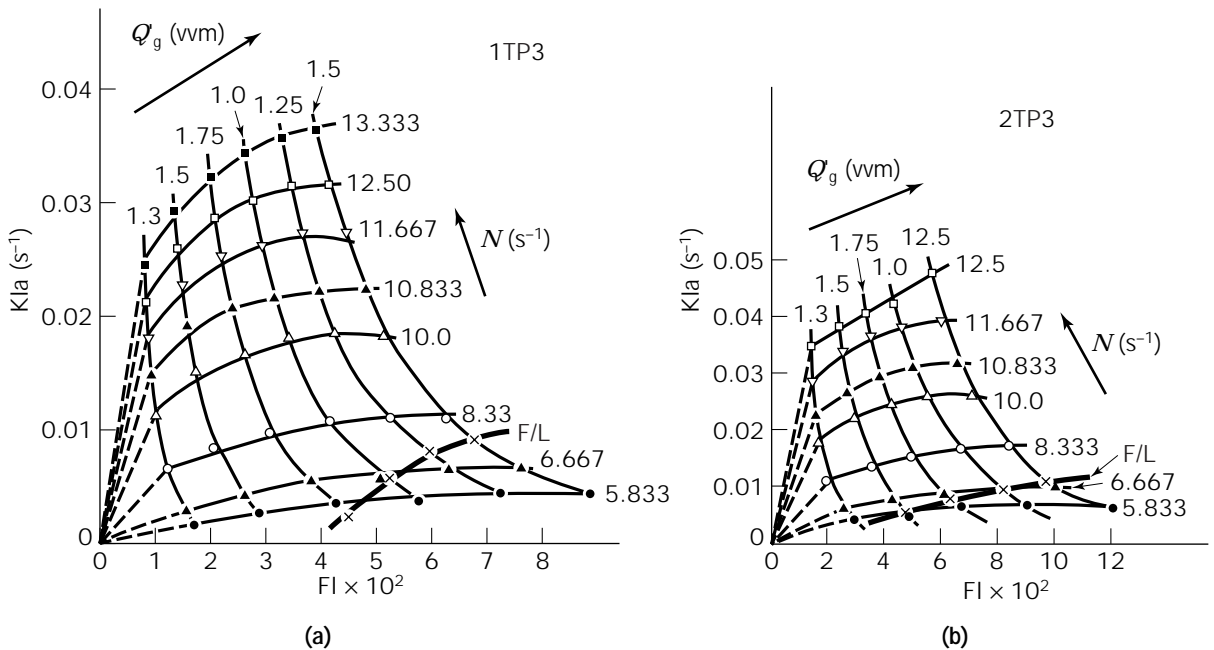 Q'g (vvm)
1TP3
0.04
0.03
0.02
0.01
0
Kla (s⁻¹)
1.3
1.5
1.75
1.0
1.25
1.5
13.333
12.50
11.667
10.833
10.0
8.33
F/L
6.667
5.833
N (s⁻¹)
0 1 2 3 4 5 6 7 8
Fl × 10²
(a)
2TP3
Q'g (vvm)
0.05
0.04
0.03
0.02
0.01
0
Kla (s⁻¹)
1.3
1.5
1.75
1.0
12.5
12.5
11.667
10.833
10.0
8.333
F/L
6.667
5.833
N (s⁻¹)
0 2 4 6 8 10 12
Fl × 10²
(b)